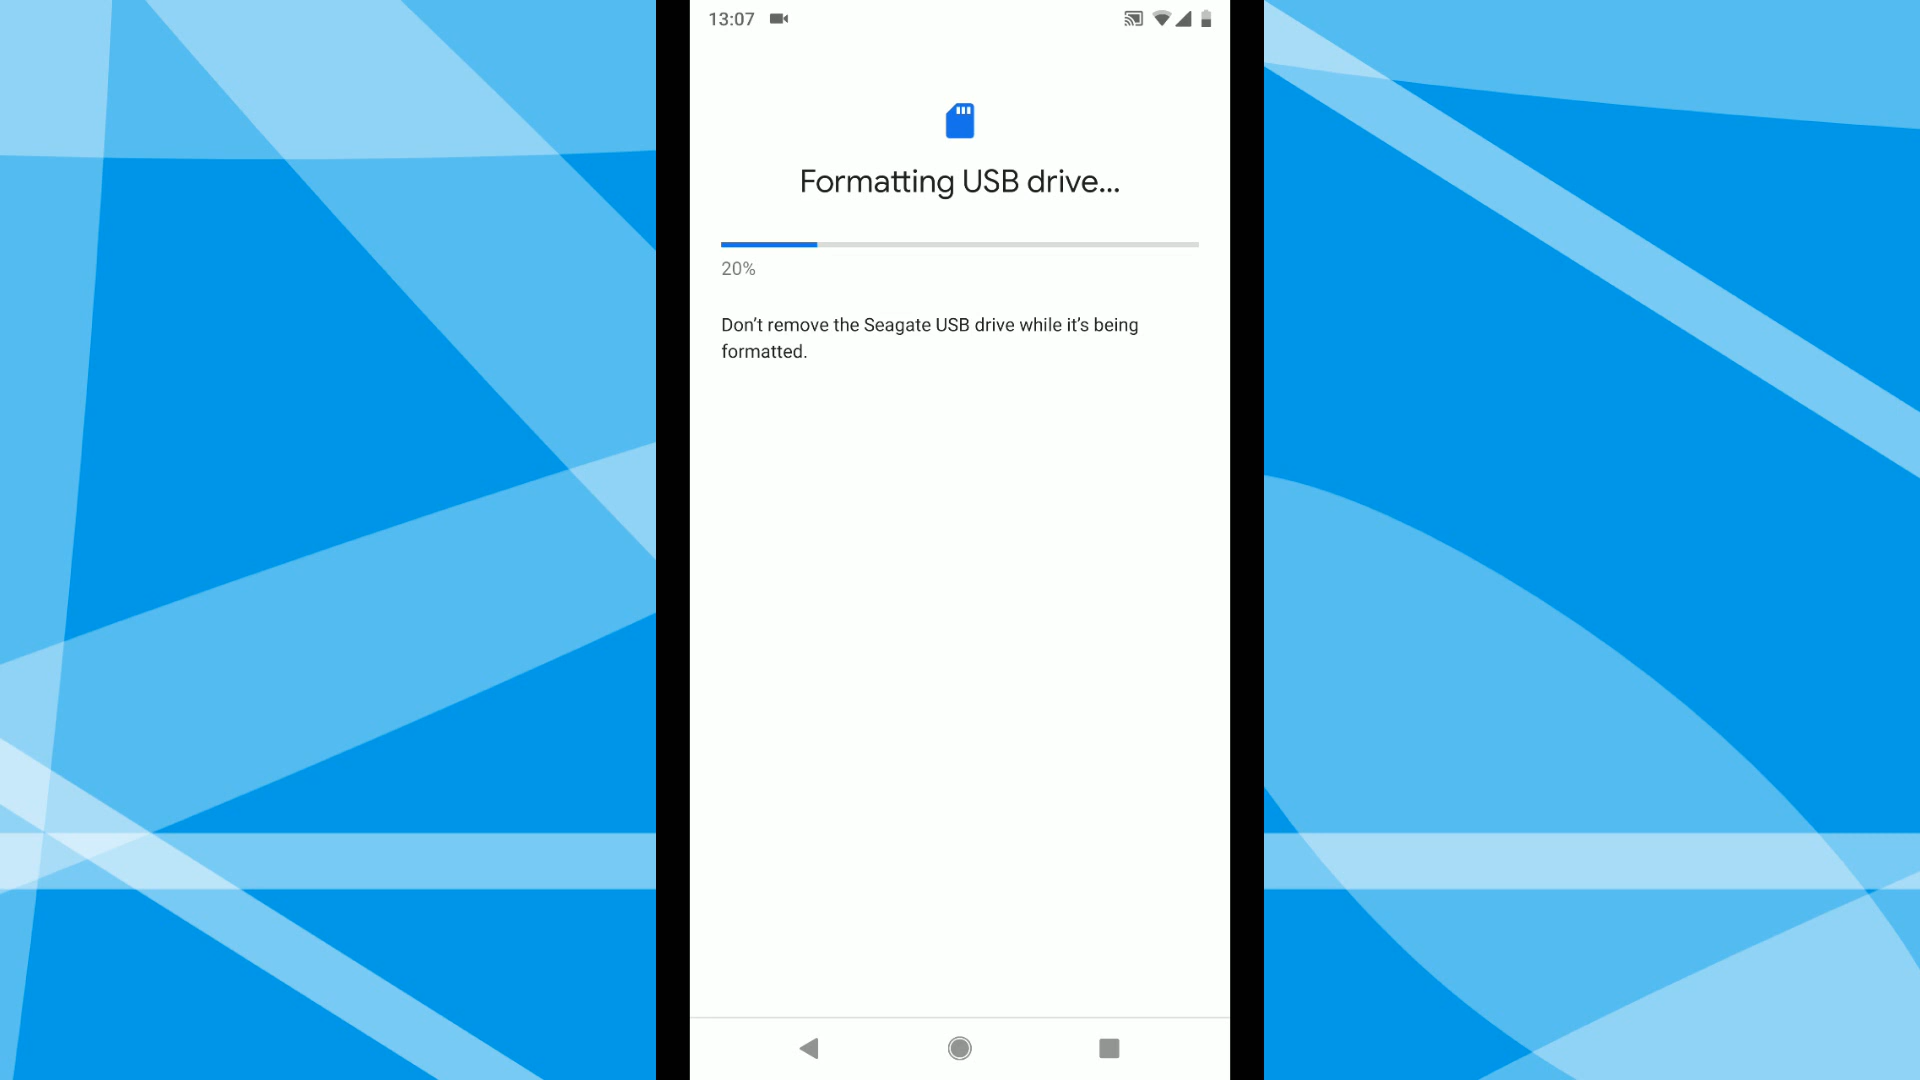 13:07
Formatting USB drive...
20%
Don’t remove the Seagate USB drive while it’s being
formatted.